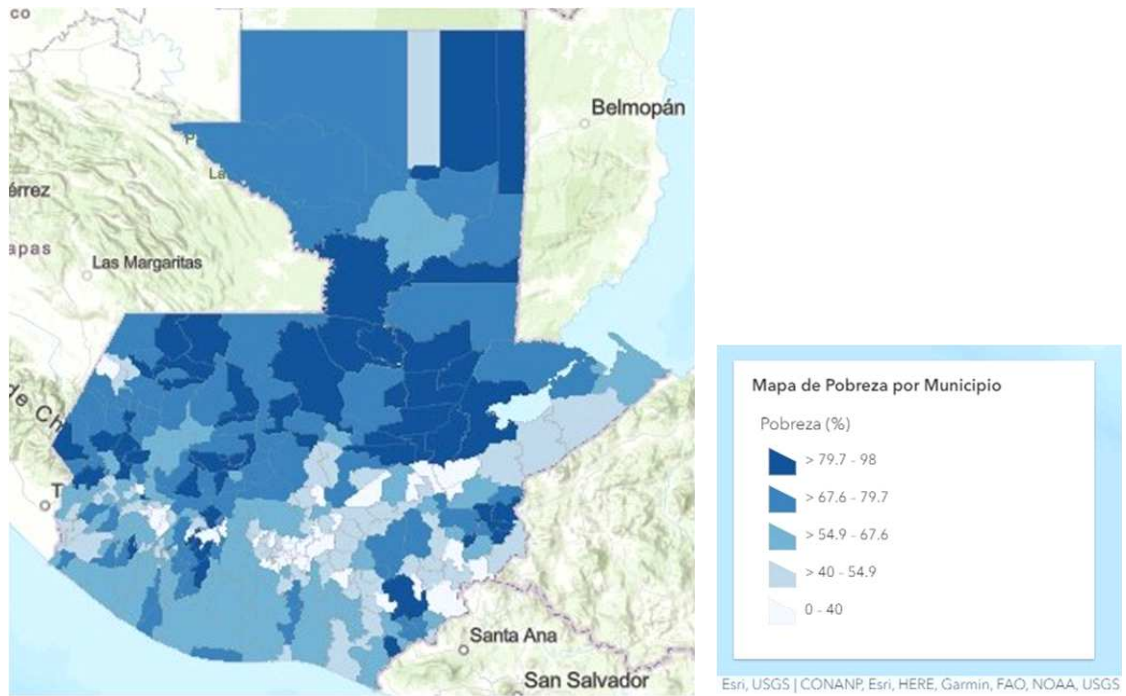 co
Belmopán
La
érrez
apas
Las Margaritas
de Ch
T
Santa Ana
San Salvador
Mapa de Pobreza por Municipio
Pobreza (%)
> 79.7 - 98
> 67.6 - 79.7
> 54.9 - 67.6
> 40 - 54.9
0 - 40
Esri, USGS | CONANP, Esri, HERE, Garmin, FAO, NOAA, USGS